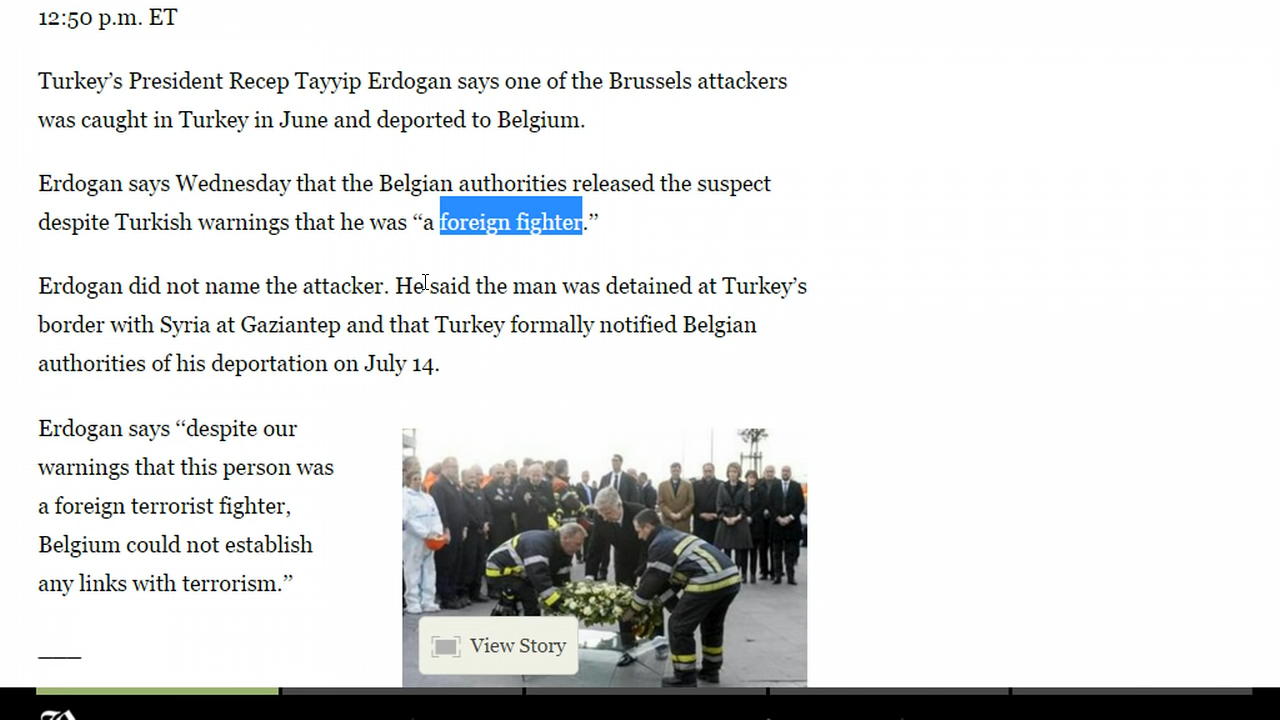 12:50 p.m. ET
Turkey’s President Recep Tayyip Erdogan says one of the Brussels attackers
was caught in Turkey in June and deported to Belgium.
Erdogan says Wednesday that the Belgian authorities released the suspect
despite Turkish warnings that he was “a foreign fighter.”
Erdogan did not name the attacker. He said the man was detained at Turkey’s
border with Syria at Gaziantep and that Turkey formally notified Belgian
authorities of his deportation on July 14.
Erdogan says “despite our
warnings that this person was
a foreign terrorist fighter,
Belgium could not establish
any links with terrorism.”
___
View Story